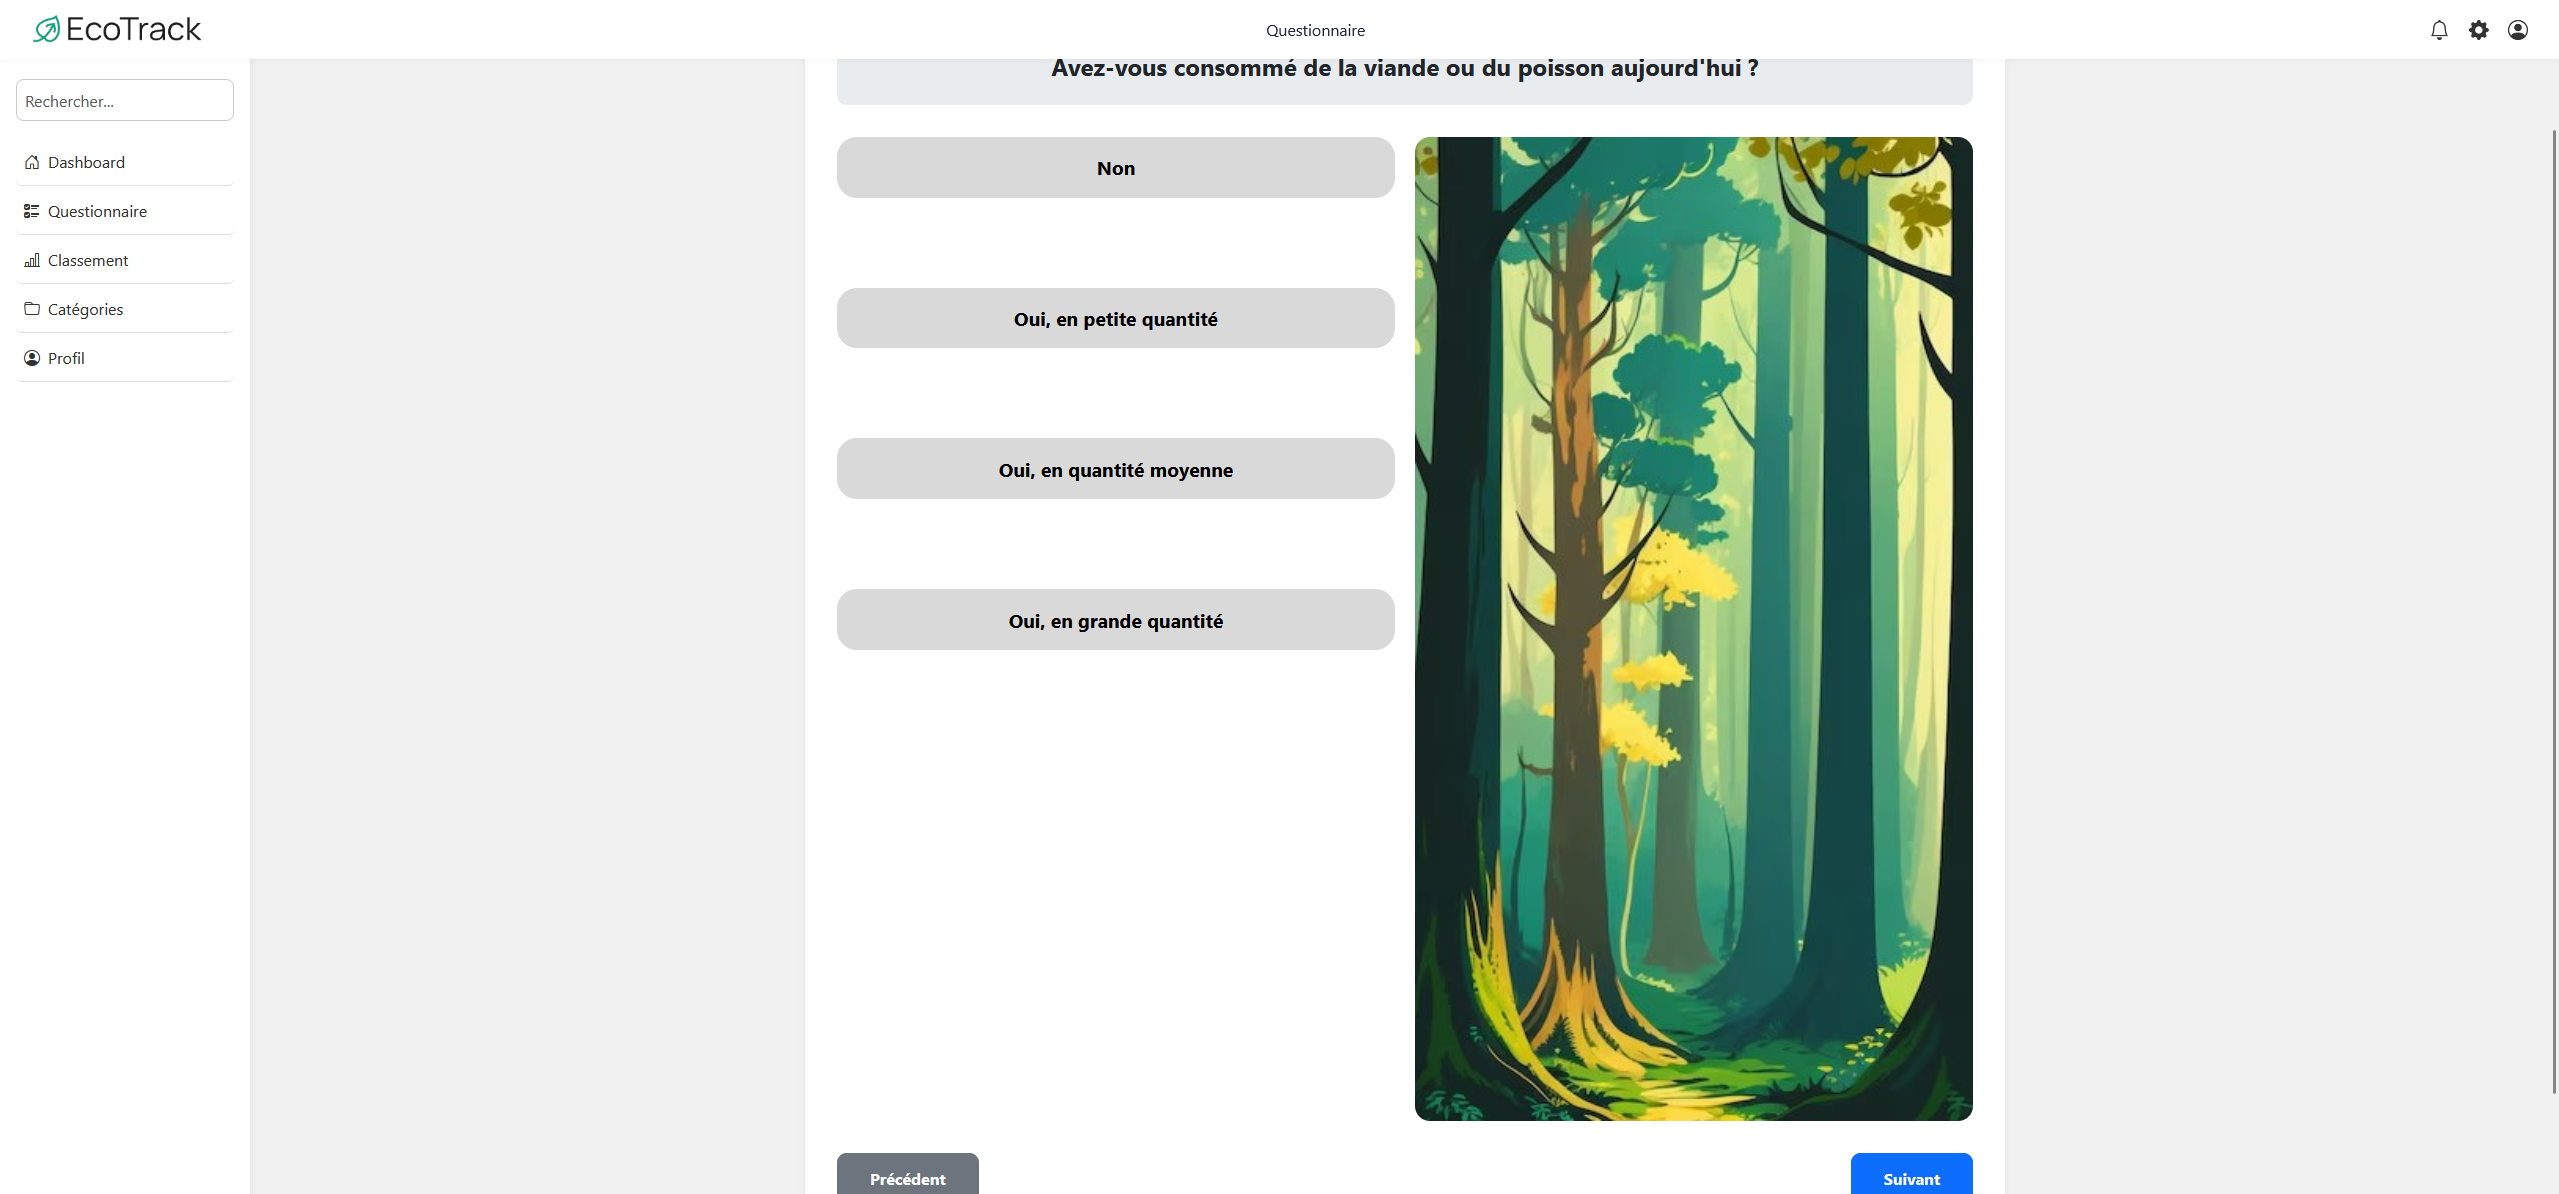 EcoTrack
Questionnaire
Rechercher...
Dashboard
Questionnaire
Classement
Catégories
Profil
Avez-vous consommé de la viande ou du poisson aujourd'hui ?
Non
Oui, en petite quantité
Oui, en quantité moyenne
Oui, en grande quantité
Précédent
Suivant